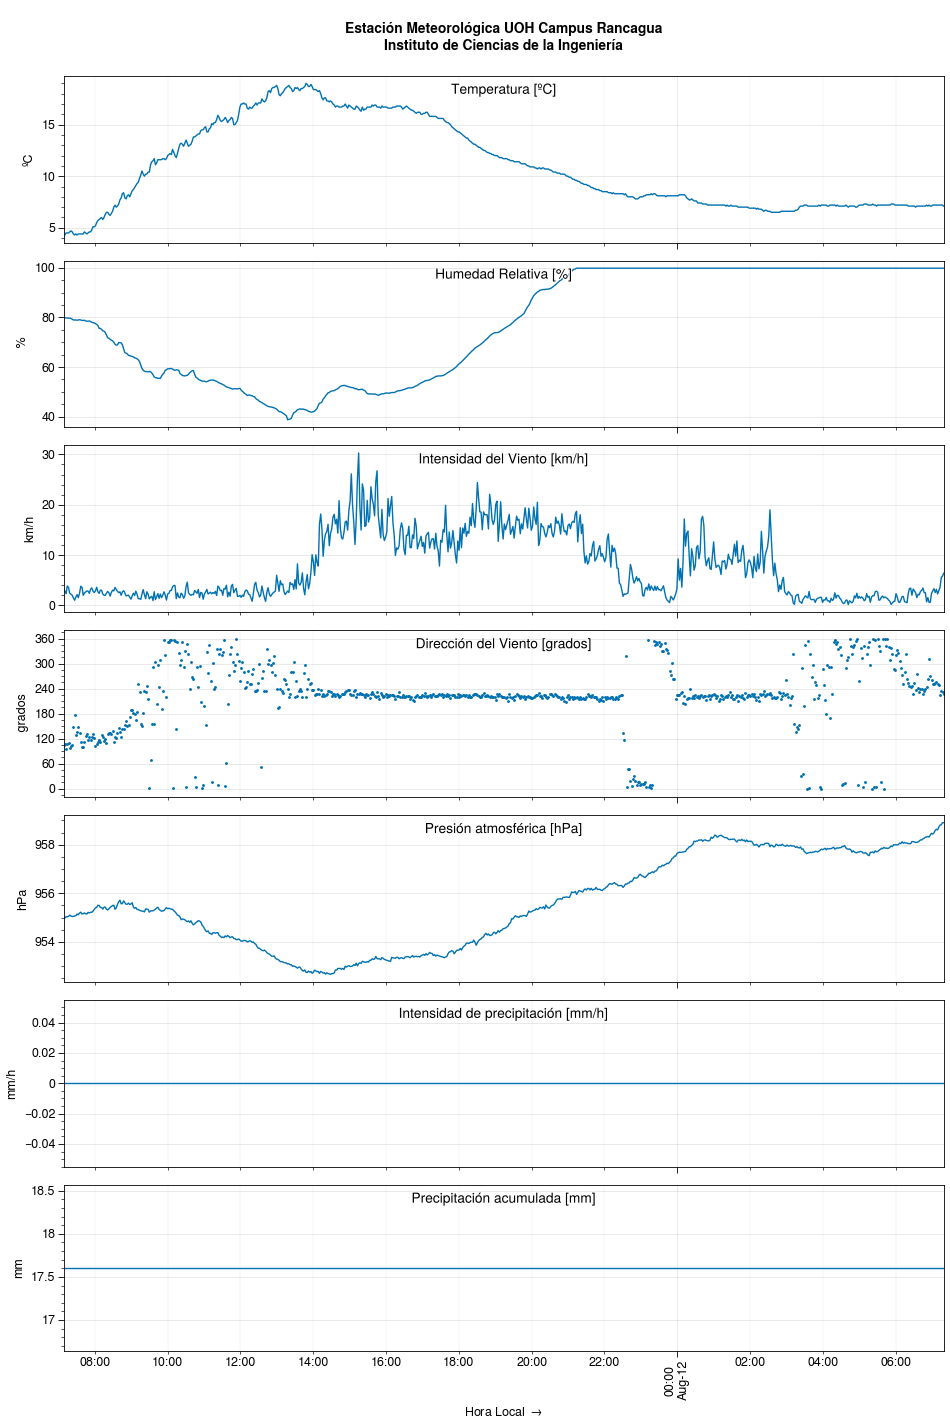 Estación Meteorológica UOH Campus Rancagua
Instituto de Ciencias de la Ingeniería
Temperatura [ºC]
ºC
15
10
5
Humedad Relativa [%]
%
100
80
60
40
Intensidad del Viento [km/h]
km/h
30
20
10
0
Dirección del Viento [grados]
grados
360
300
240
180
120
60
0
Presión atmosférica [hPa]
hPa
958
956
954
Intensidad de precipitación [mm/h]
mm/h
0.04
0.02
0
−0.02
−0.04
Precipitación acumulada [mm]
mm
18.5
18
17.5
17
08:00 10:00 12:00 14:00 16:00 18:00 20:00 22:00 00:00 02:00 04:00 06:00
Aug-12
Hora Local →